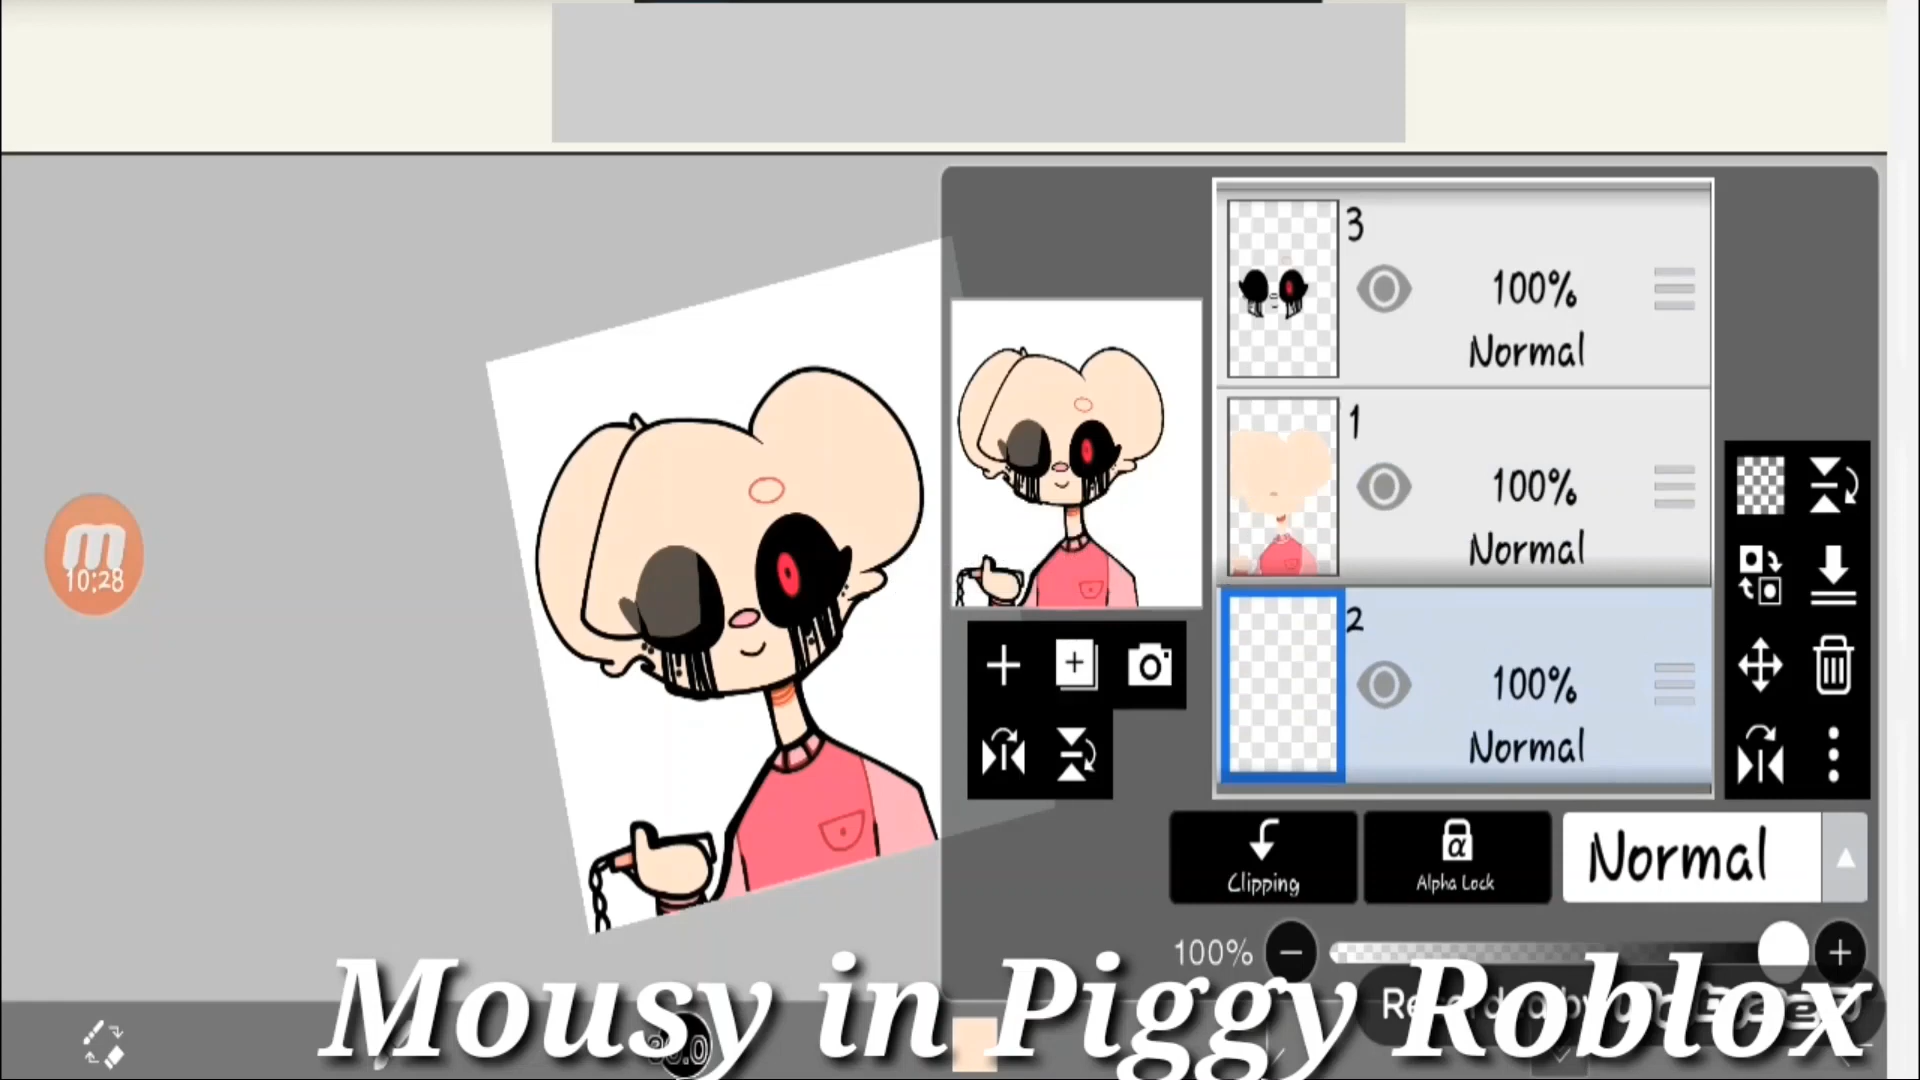 3
100%
Normal
1
100%
Normal
10:28
2
100%
Normal
Clipping
Alpha Lock
Normal
100%
Mousy in Piggy Roblox